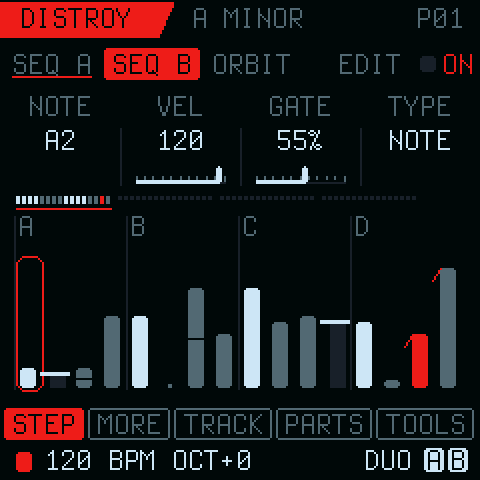 DISTROY A MINOR P01
SEQ A SEQ B ORBIT EDIT ON
NOTE VEL GATE TYPE
A2 120 55% NOTE
A B C D
STEP MORE TRACK PARTS TOOLS
120 BPM OCT+0 DUO A B